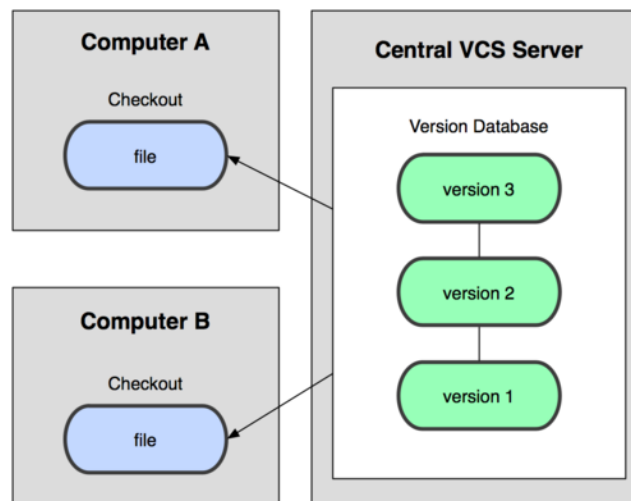 Computer A
Checkout
file
Computer B
Checkout
file
Central VCS Server
Version Database
version 3
version 2
version 1